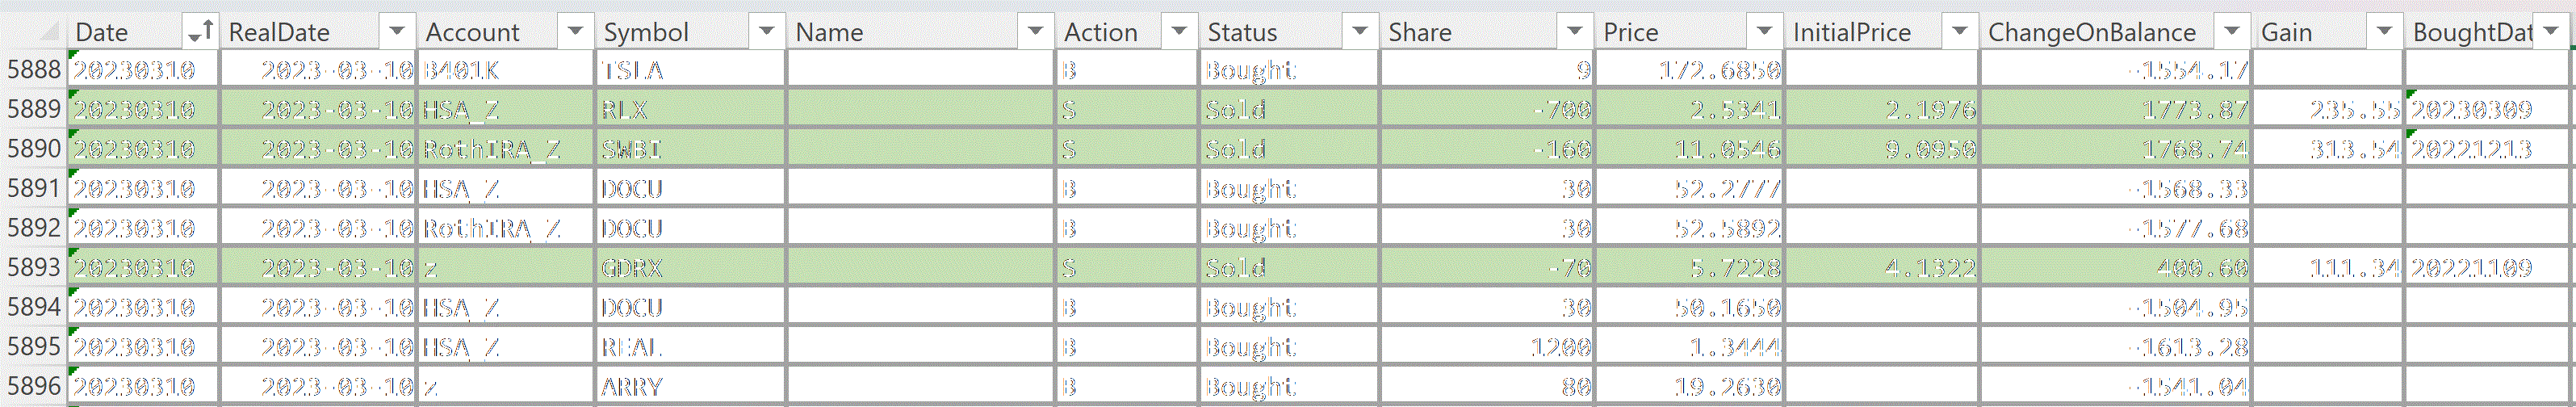 Date RealDate Account Symbol Name Action Status Share Price InitialPrice ChangeOnBalance Gain BoughtDat
5888 20230310 2023-03-10 B401K TSLA B Bought 9 172.6850 -1554.17
5889 20230310 2023-03-10 HSA_Z RLX S Sold -700 2.5341 2.1976 1773.87 235.55 20230309
5890 20230310 2023-03-10 RothIRA_Z SWBI S Sold -160 11.0546 9.0950 1768.74 313.54 20221213
5891 20230310 2023-03-10 HSA_Z DOCU B Bought 30 52.2777 -1568.33
5892 20230310 2023-03-10 RothIRA_Z DOCU B Bought 30 52.5892 -1577.68
5893 20230310 2023-03-10 z GDRX S Sold -70 5.7228 4.1322 400.60 111.34 20221109
5894 20230310 2023-03-10 HSA_Z DOCU B Bought 30 50.1650 -1504.95
5895 20230310 2023-03-10 HSA_Z REAL B Bought 1200 1.3444 -1613.28
5896 20230310 2023-03-10 z ARRY B Bought 80 19.2630 -1541.04